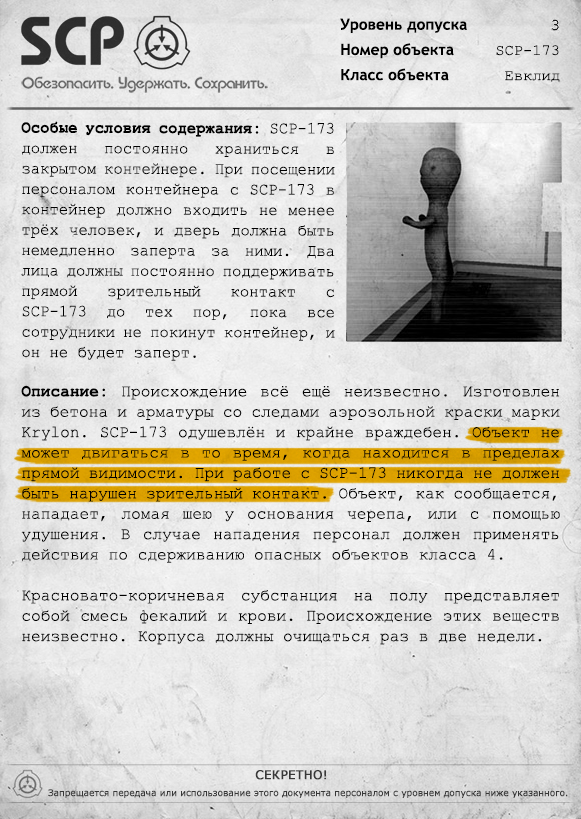 SCP
Обезопасить. Удержать. Сохранить.
Уровень допуска 3
Номер объекта SCP-173
Класс объекта Евклид
Особые условия содержания: SCP-173
должен постоянно храниться в
закрытом контейнере. При посещении
персоналом контейнера с SCP-173 в
контейнер должно входить не менее
трёх человек, и дверь должна быть
немедленно заперта за ними. Два
лица должны постоянно поддерживать
прямой зрительный контакт с
SCP-173 до тех пор, пока все
сотрудники не покинут контейнер, и
он не будет заперт.
Описание: Происхождение всё ещё неизвестно. Изготовлен
из бетона и арматуры со следами аэрозольной краски марки
Krylon. SCP-173 одушевлён и крайне враждебен. Объект не
может двигаться в то время, когда находится в пределах
прямой видимости. При работе с SCP-173 никогда не должен
быть нарушен зрительный контакт. Объект, как сообщается,
нападает, ломая шею у основания черепа, или с помощью
удушения. В случае нападения персонал должен применять
действия по сдерживанию опасных объектов класса 4.
Красновато-коричневая субстанция на полу представляет
собой смесь фекалий и крови. Происхождение этих веществ
неизвестно. Корпуса должны очищаться раз в две недели.
СЕКРЕТНО!
Запрещается передача или использование этого документа персоналом с уровнем допуска ниже указанного.